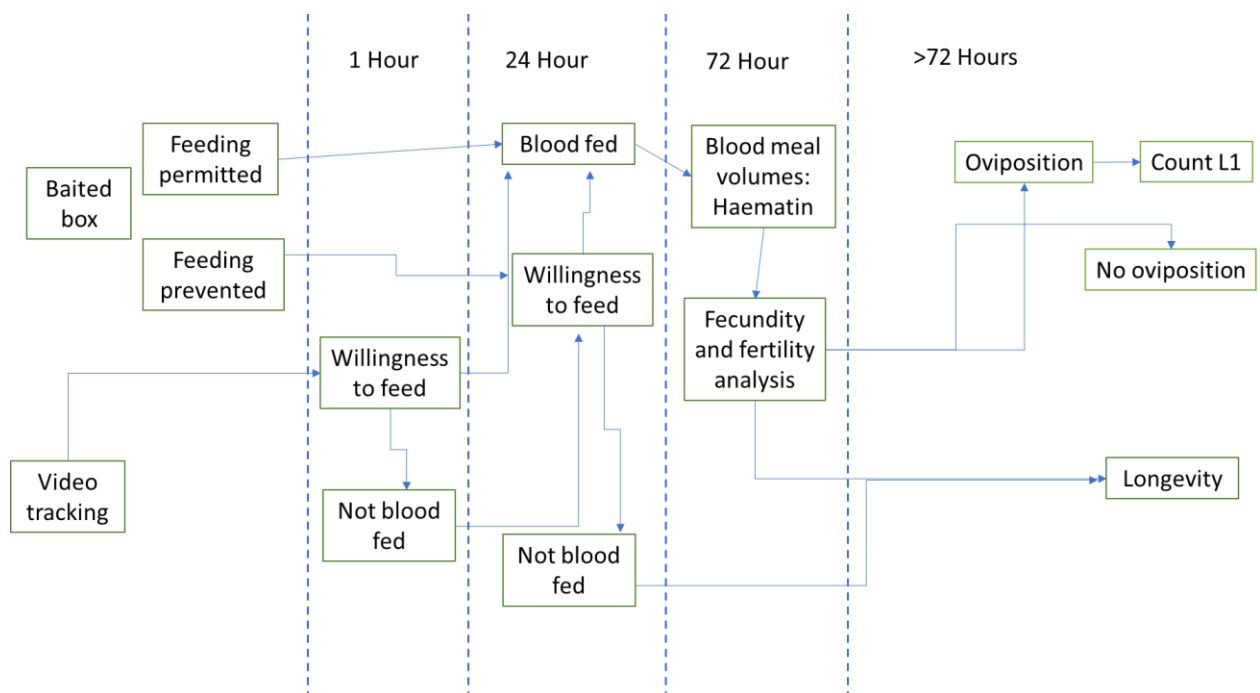 1 Hour
24 Hour
72 Hour
>72 Hours
Baited
box
Feeding
permitted
Feeding
prevented
Video
tracking
Willingness
to feed
Not blood
fed
Blood fed
Willingness
to feed
Not blood
fed
Blood meal
volumes:
Haematin
Fecundity
and fertility
analysis
Oviposition
Count L1
No oviposition
Longevity